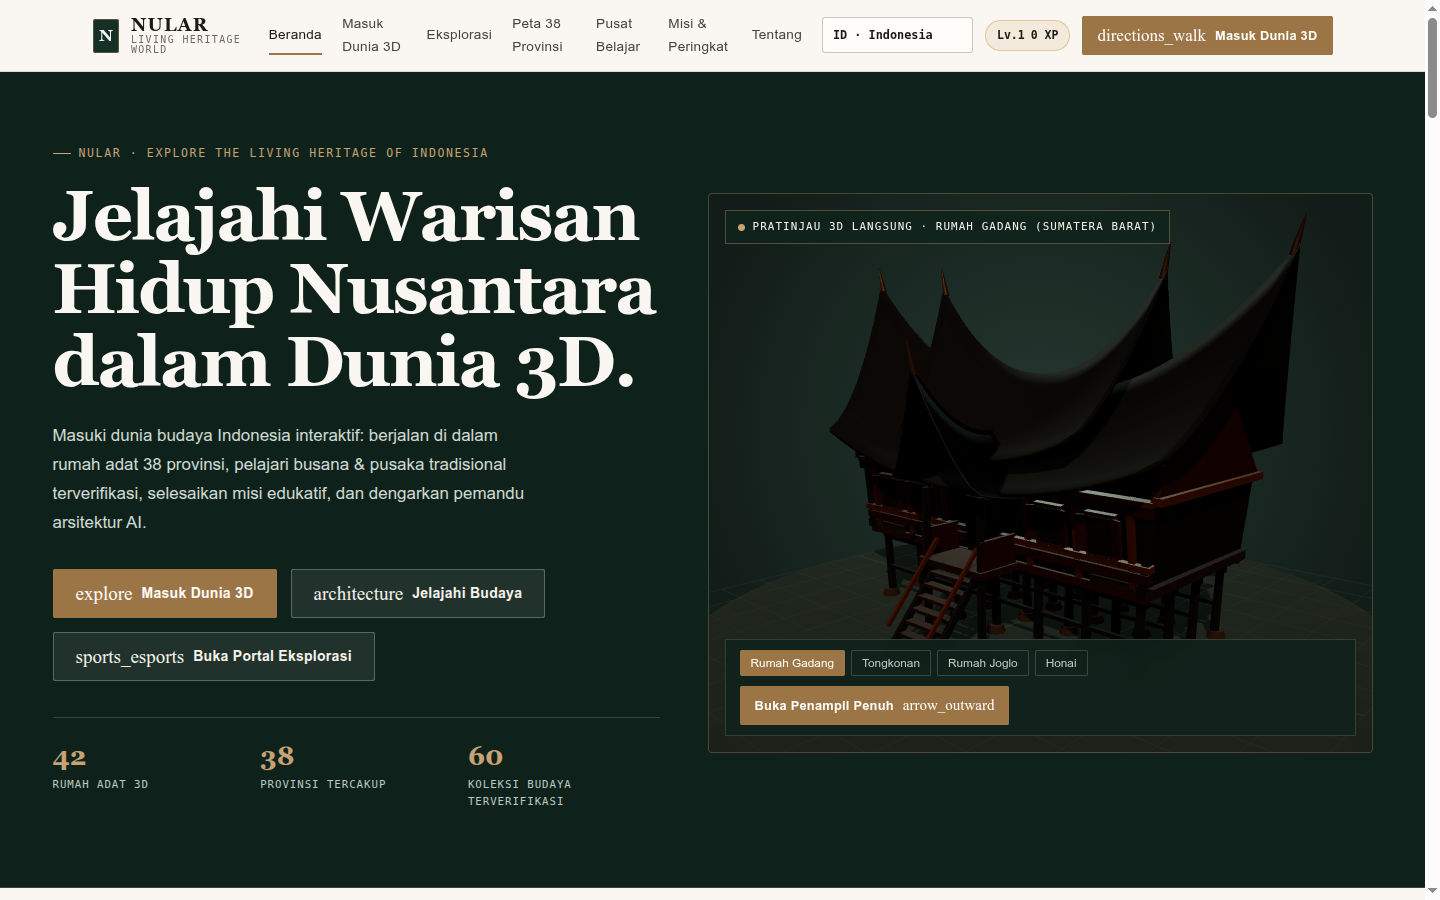 N
NULAR
LIVING HERITAGE
WORLD
Beranda
Masuk
Dunia 3D
Eksplorasi
Peta 38
Provinsi
Pusat
Belajar
Misi &
Peringkat
Tentang
ID · Indonesia
Lv.1 0 XP
directions_walk Masuk Dunia 3D
NULAR · EXPLORE THE LIVING HERITAGE OF INDONESIA
Jelajahi Warisan
Hidup Nusantara
dalam Dunia 3D.
Masuki dunia budaya Indonesia interaktif: berjalan di dalam
rumah adat 38 provinsi, pelajari busana & pusaka tradisional
terverifikasi, selesaikan misi edukatif, dan dengarkan pemandu
arsitektur AI.
explore Masuk Dunia 3D
architecture Jelajahi Budaya
sports_esports Buka Portal Eksplorasi
42
RUMAH ADAT 3D
38
PROVINSI TERCAKUP
60
KOLEKSI BUDAYA
TERVERIFIKASI
PRATINJAU 3D LANGSUNG · RUMAH GADANG (SUMATERA BARAT)
Rumah Gadang
Tongkonan
Rumah Joglo
Honai
Buka Penampil Penuh arrow_outward